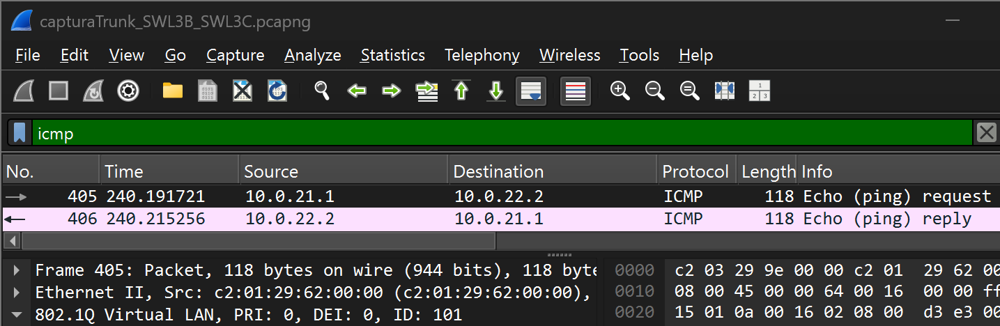 capturaTrunk_SWL3B_SWL3C.pcapng
File Edit View Go Capture Analyze Statistics Telephony Wireless Tools Help
icmp
No. Time Source Destination Protocol Length Info
405 240.191721 10.0.21.1 10.0.22.2 ICMP 118 Echo (ping) request
406 240.215256 10.0.22.2 10.0.21.1 ICMP 118 Echo (ping) reply
Frame 405: Packet, 118 bytes on wire (944 bits), 118 byte
Ethernet II, Src: c2:01:29:62:00:00 (c2:01:29:62:00:00),
802.1Q Virtual LAN, PRI: 0, DEI: 0, ID: 101
0000 c2 03 29 9e 00 00 c2 01 29 62 00
0010 08 00 45 00 00 64 00 16 00 00 ff
0020 15 01 0a 00 16 02 08 00 d3 e3 00